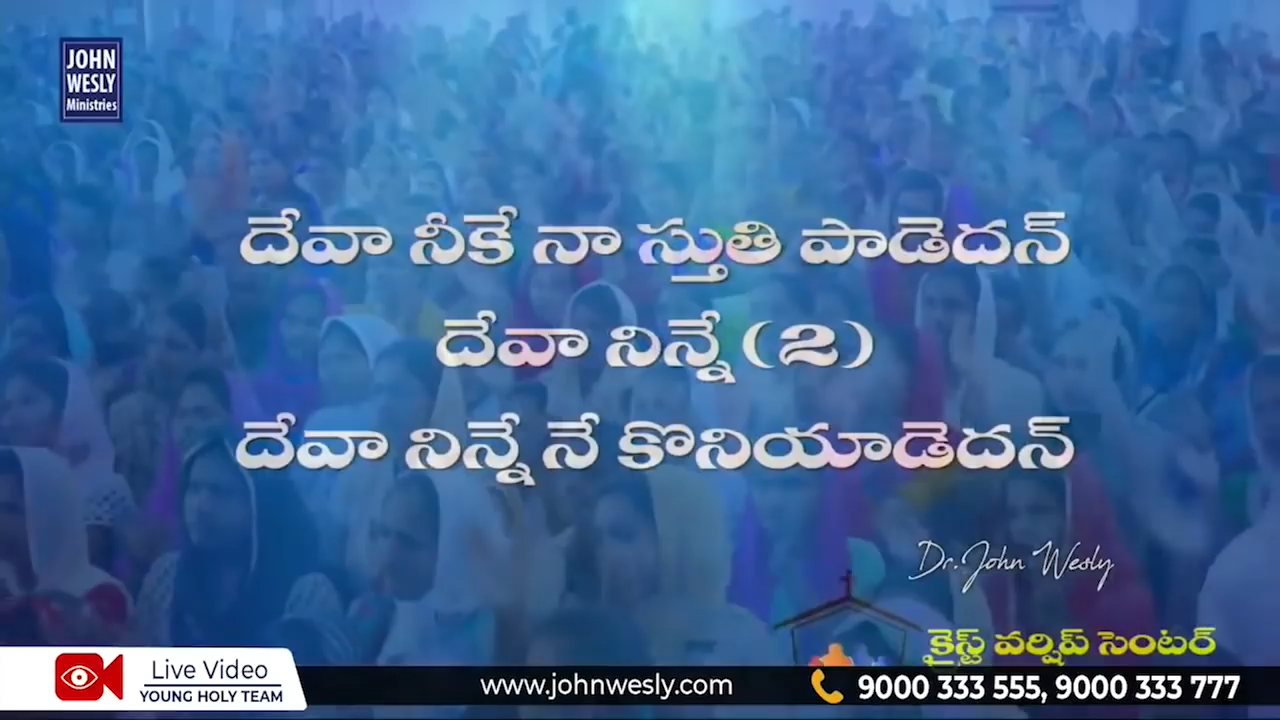 JOHN
WESLY
Ministries
దేవా నీకే నా స్తుతి పాడెదన్
దేవా నిన్నే (2)
దేవా నిన్నే నే కొనియాడెదన్
Dr. John Wesly
క్రైస్ట్ వర్షిప్ సెంటర్
Live Video
YOUNG HOLY TEAM
www.johnwesly.com
9000 333 555, 9000 333 777